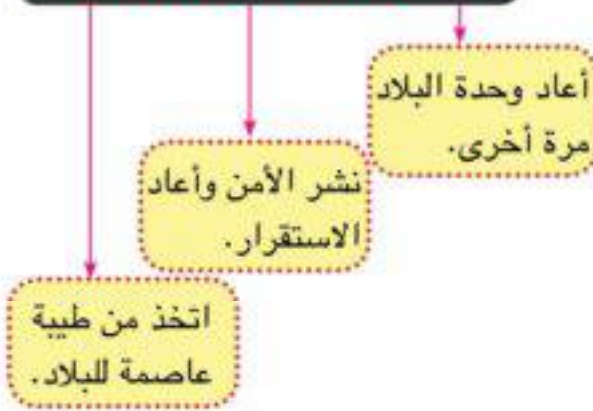 أعاد وحدة البلاد
مرة أخرى.
نشر الأمن وأعاد
الاستقرار.
اتخذ من طيبة
عاصمة للبلاد.